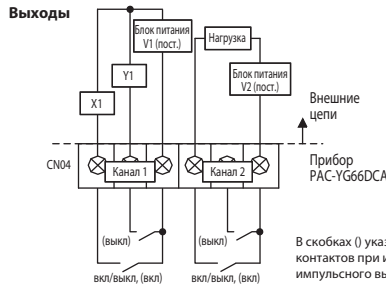 Выходы
Блок питания
V1 (пост.)
Нагрузка
Y1
Блок питания
V2 (пост.)
X1
Внешние
цепи
CN04
Канал 1
Канал 2
Прибор
PAC-YG66DCA
(выкл)
(выкл)
В скобках () указ
контактов при и
импульсного вы
вкл/выкл, (вкл)
вкл/выкл, (вкл)